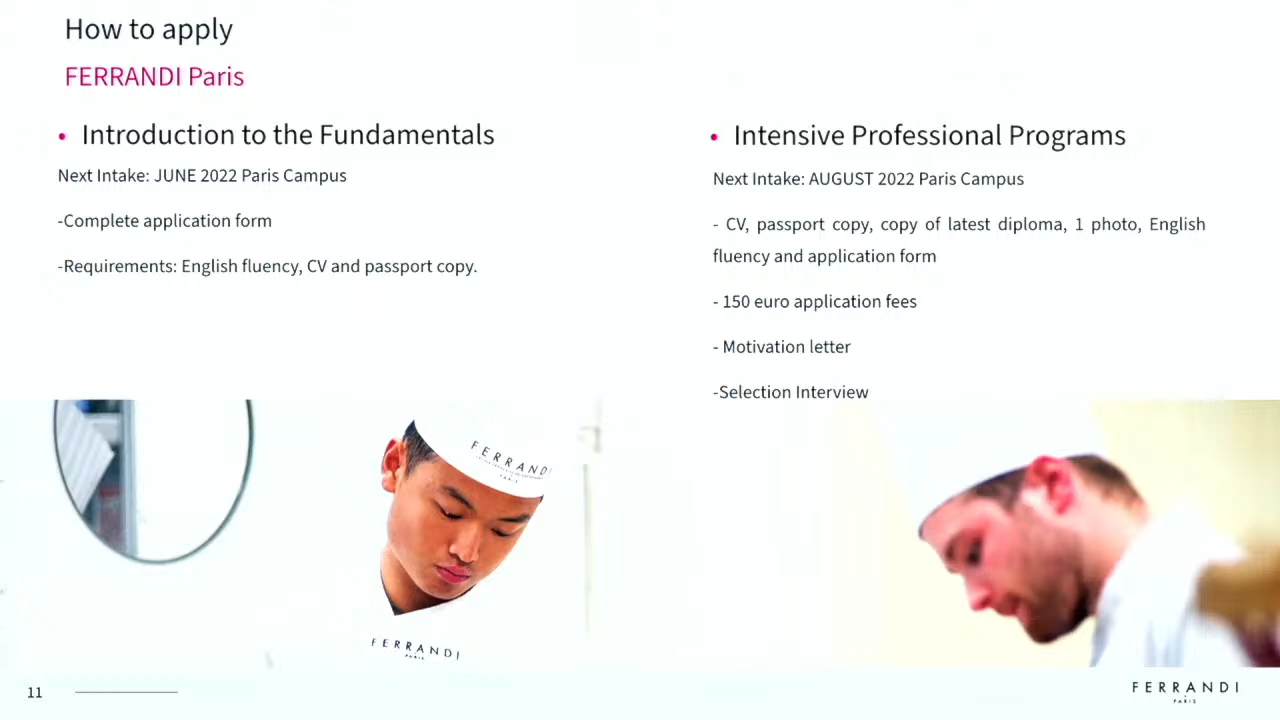 How to apply
FERRANDI Paris
• Introduction to the Fundamentals
Next Intake: JUNE 2022 Paris Campus
-Complete application form
-Requirements: English fluency, CV and passport copy.
• Intensive Professional Programs
Next Intake: AUGUST 2022 Paris Campus
- CV, passport copy, copy of latest diploma, 1 photo, English
fluency and application form
- 150 euro application fees
- Motivation letter
-Selection Interview
FERRANDI
PARIS
FERRANDI
PARIS
11
FERRANDI
PARIS